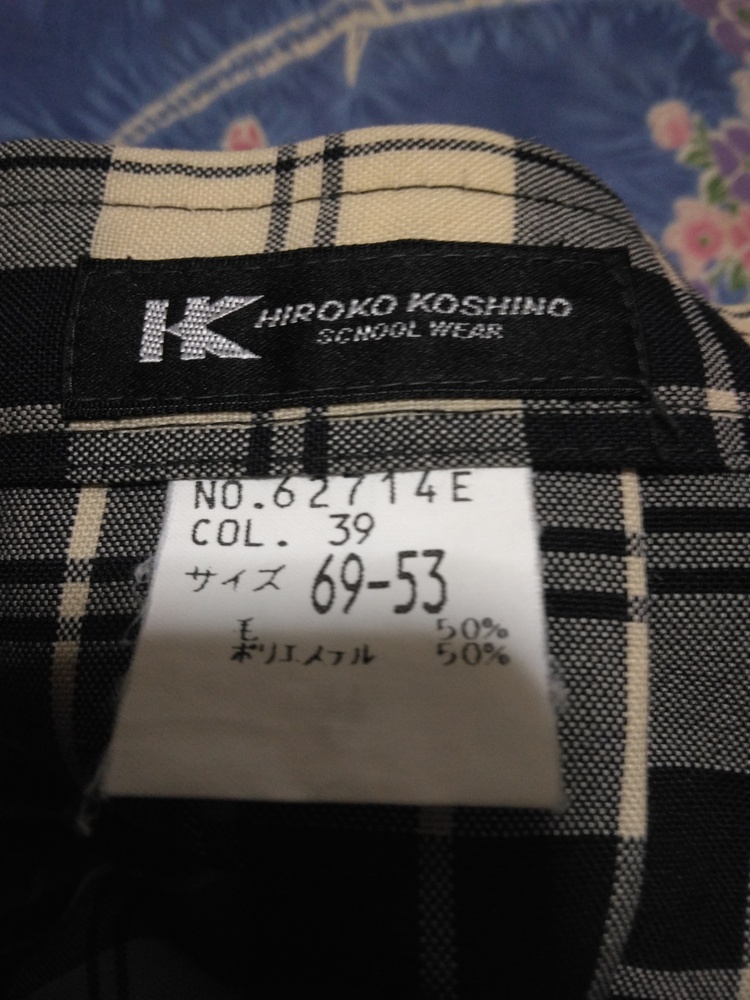 HK HIROKO KOSHINO
SCHOOL WEAR
NO.62714E
COL. 39
サイズ 69-53
毛 50%
ポリエステル 50%